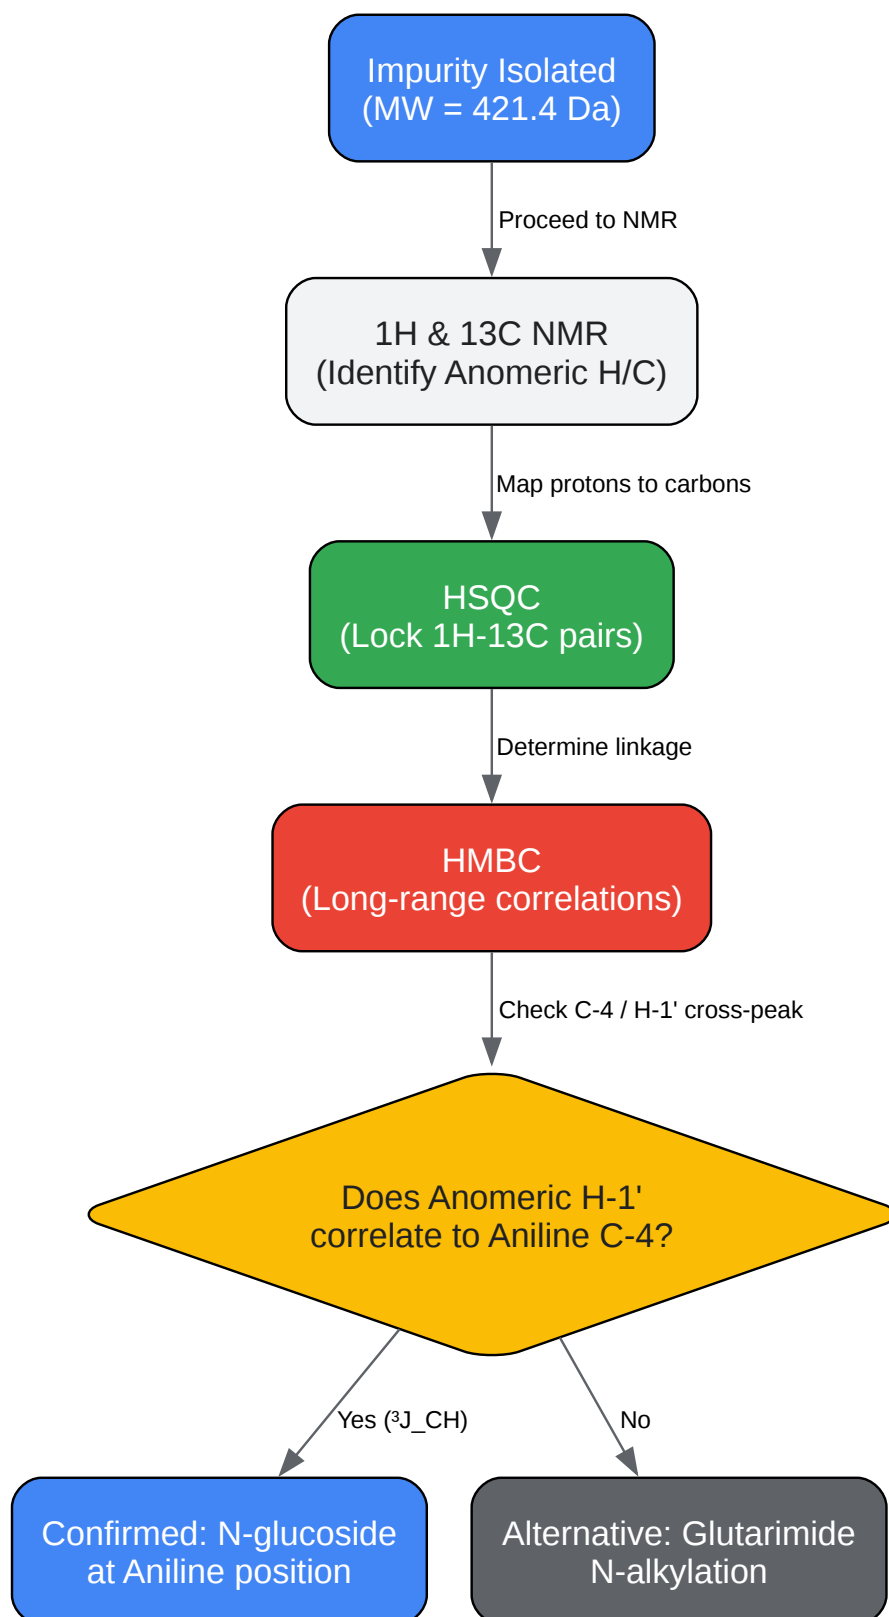 Impurity Isolated
(MW = 421.4 Da)
Proceed to NMR
1H & 13C NMR
(Identify Anomeric H/C)
Map protons to carbons
HSQC
(Lock 1H-13C pairs)
Determine linkage
HMBC
(Long-range correlations)
Check C-4 / H-1' cross-peak
Does Anomeric H-1'
correlate to Aniline C-4?
Yes (³J_CH)
No
Confirmed: N-glucoside
at Aniline position
Alternative: Glutarimide
N-alkylation